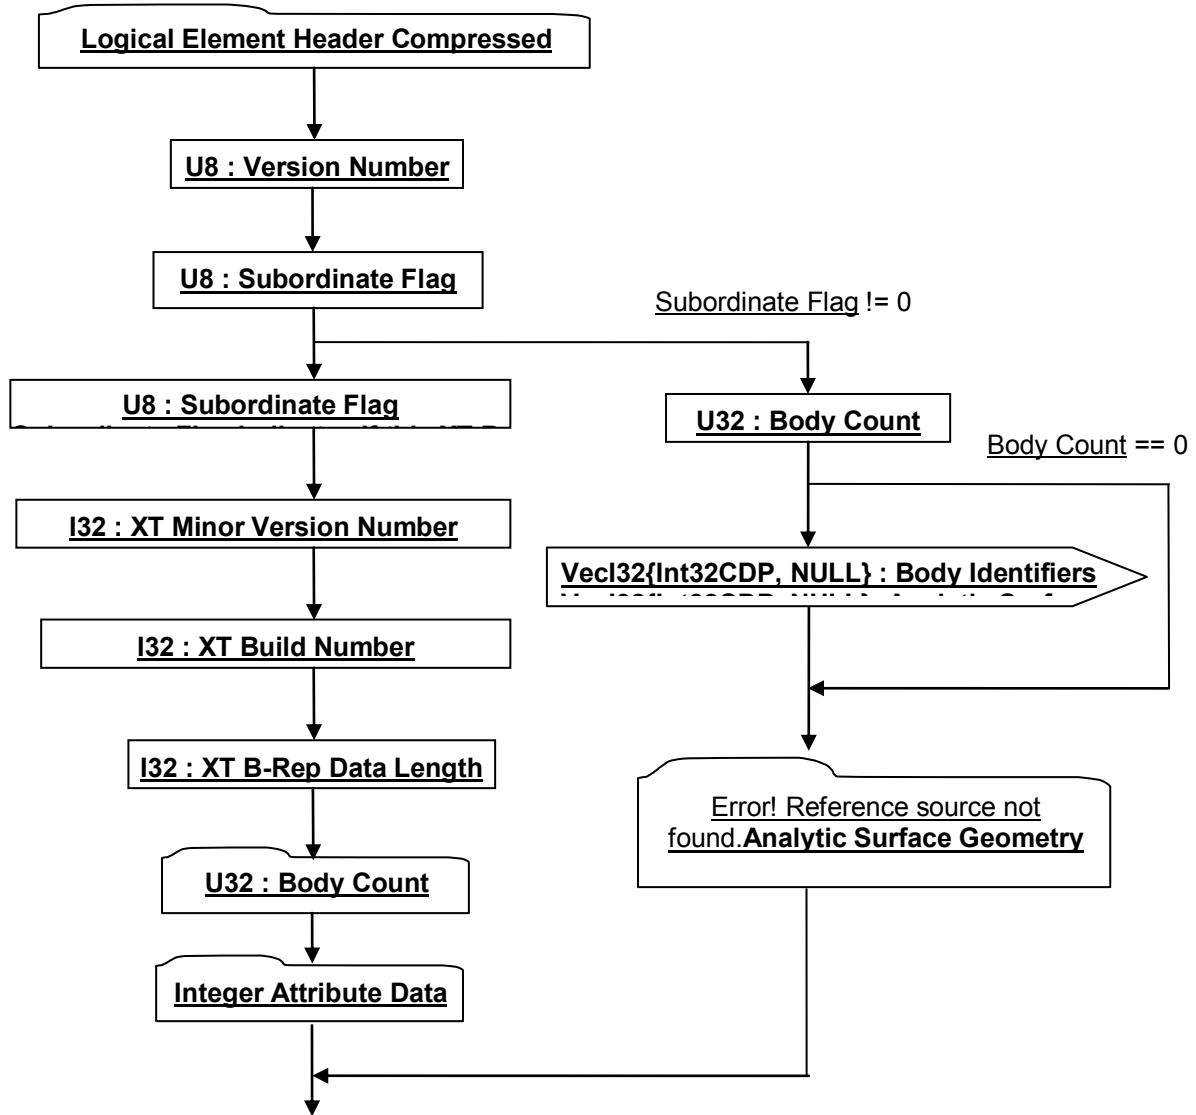 Logical Element Header Compressed
U8 : Version Number
U8 : Subordinate Flag
Subordinate Flag != 0
U8 : Subordinate Flag
U32 : Body Count
Body Count == 0
I32 : XT Minor Version Number
VecI32{Int32CDP, NULL} : Body Identifiers
I32 : XT Build Number
I32 : XT B-Rep Data Length
Error! Reference source not
found.Analytic Surface Geometry
U32 : Body Count
Integer Attribute Data